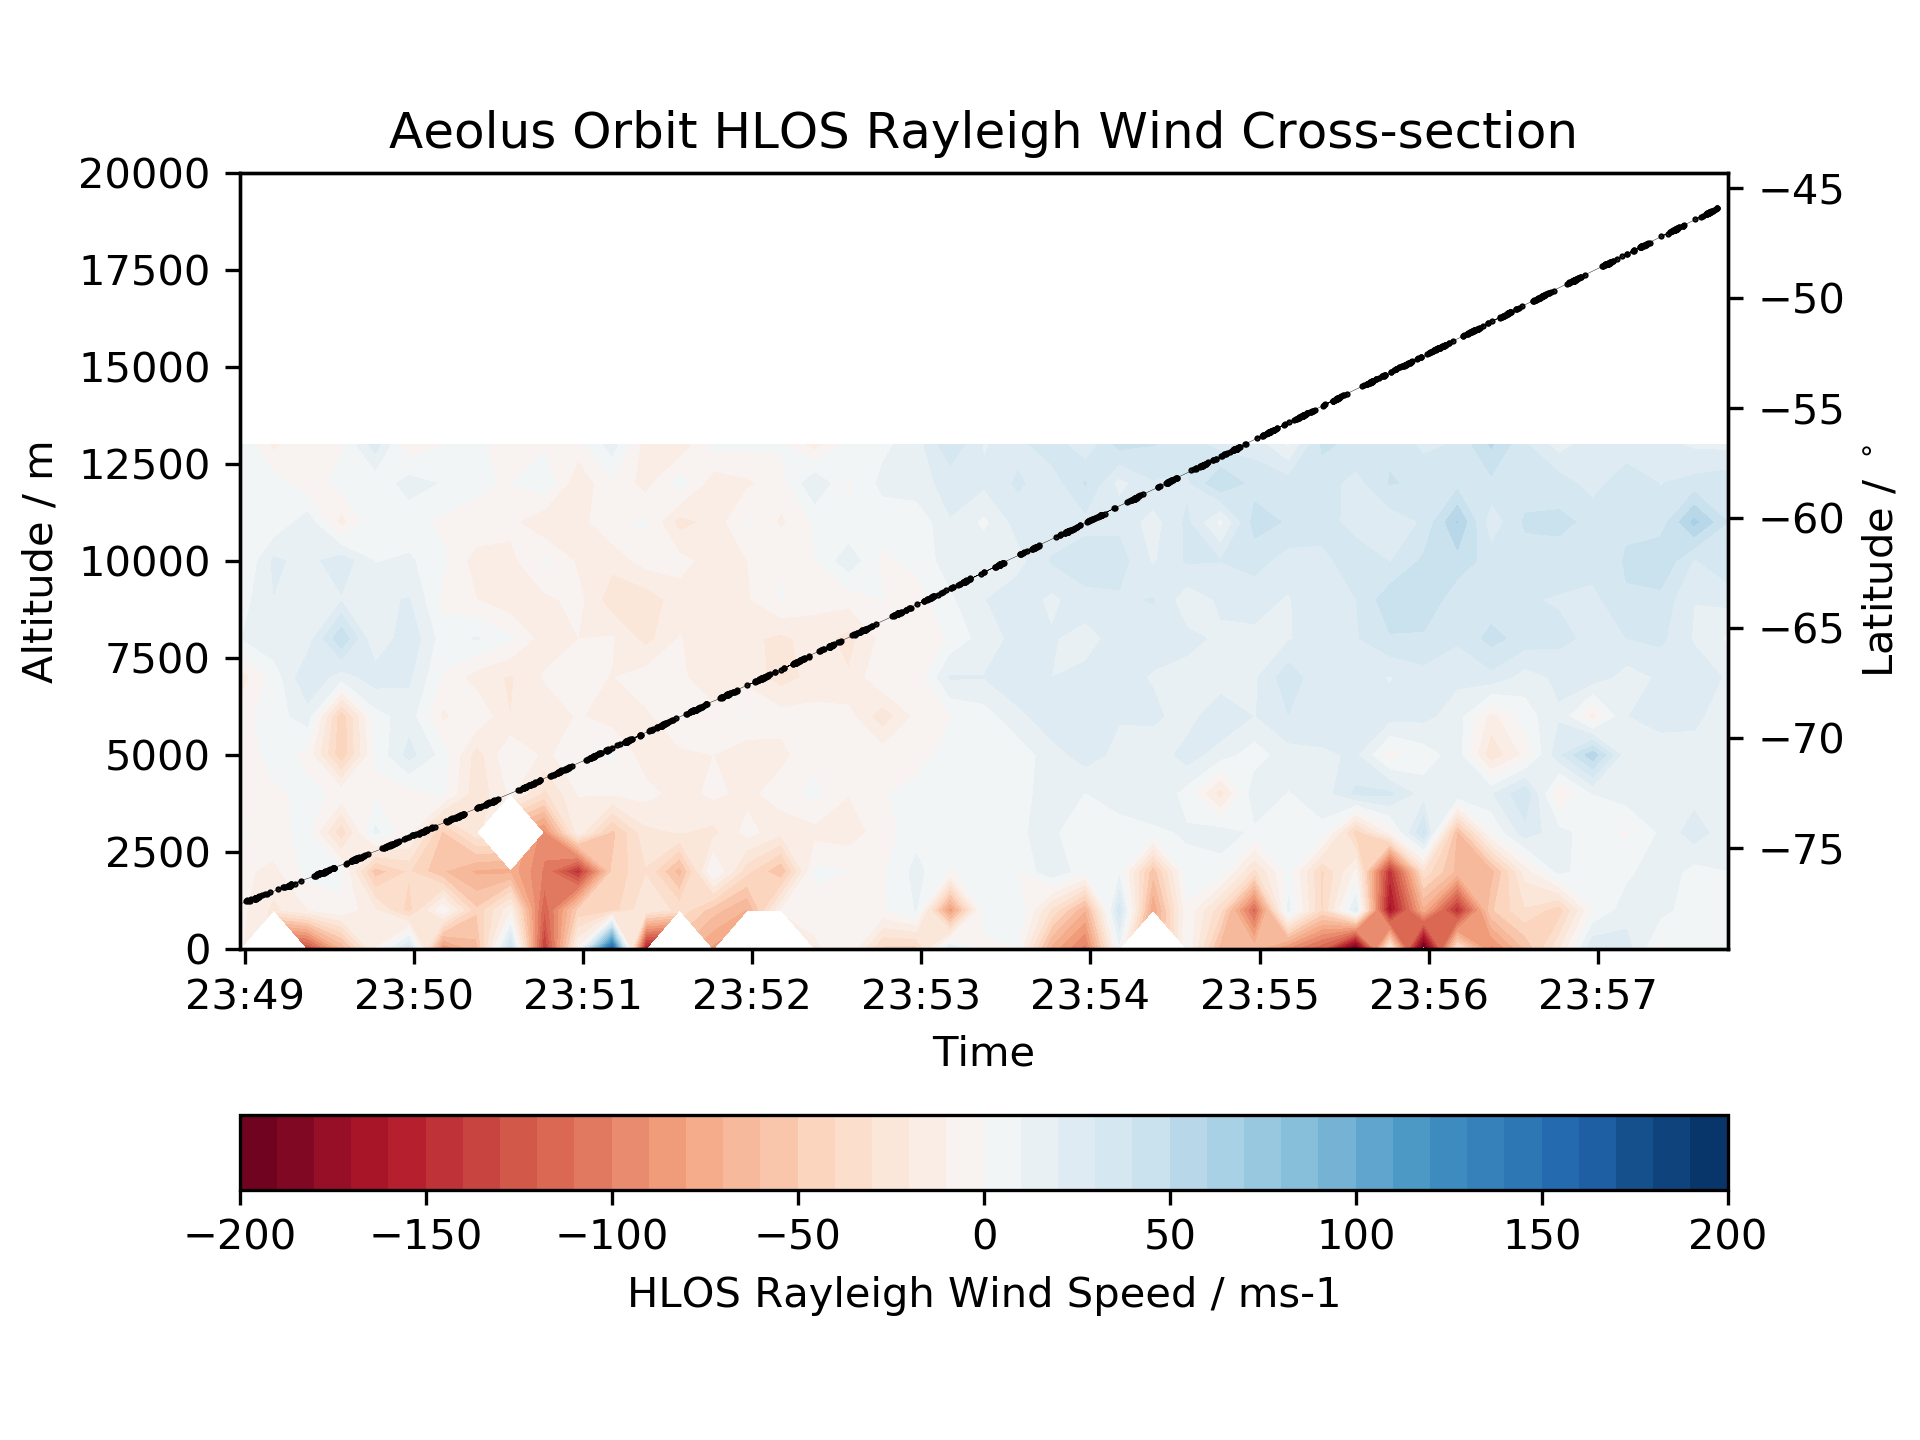 Aeolus Orbit HLOS Rayleigh Wind Cross-section
20000
17500
15000
12500
10000
7500
5000
2500
0
Altitude / m
−45
−50
−55
−60
−65
−70
−75
Latitude / °
23:49 23:50 23:51 23:52 23:53 23:54 23:55 23:56 23:57
Time
−200 −150 −100 −50 0 50 100 150 200
HLOS Rayleigh Wind Speed / ms-1